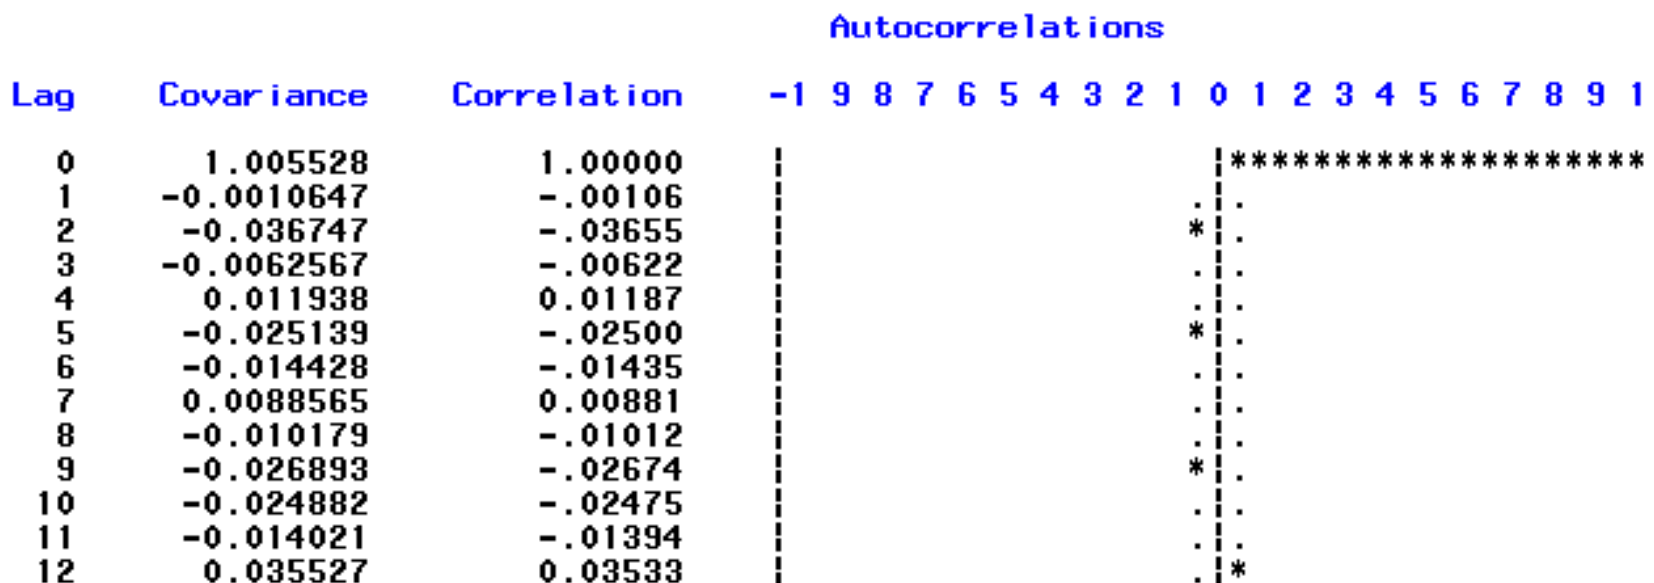 Autocorrelations
Lag Covariance Correlation -1 9 8 7 6 5 4 3 2 1 0 1 2 3 4 5 6 7 8 9 1
0 1.005528 1.00000 | |********************|
1 -0.0010647 -.00106 | .|. 
2 -0.036747 -.03655 | *|. 
3 -0.0062567 -.00622 | .|. 
4 0.011938 0.01187 | .|. 
5 -0.025139 -.02500 | *|. 
6 -0.014428 -.01435 | .|. 
7 0.0088565 0.00881 | .|. 
8 -0.010179 -.01012 | .|. 
9 -0.026893 -.02674 | *|. 
10 -0.024882 -.02475 | .|. 
11 -0.014021 -.01394 | .|. 
12 0.035527 0.03533 | .|*